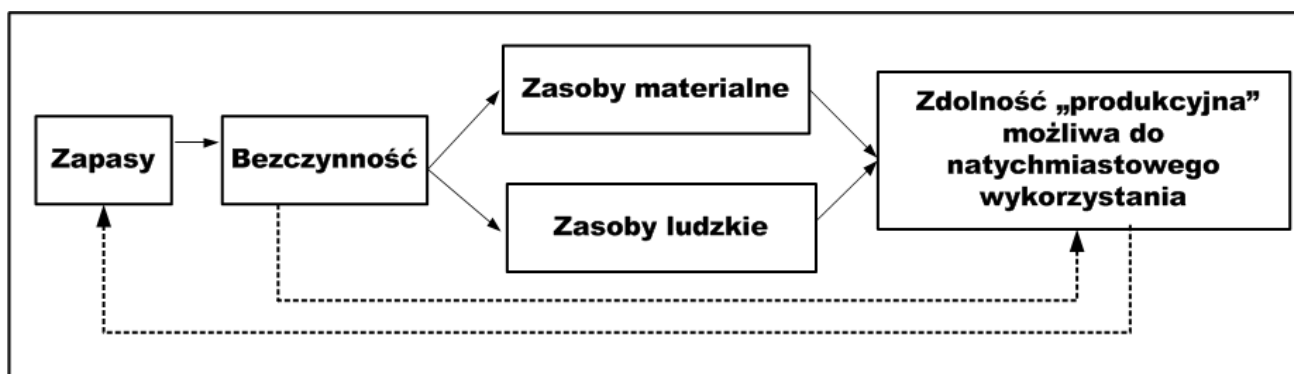 Zapasy
Bezczynność
Zasoby materialne
Zasoby ludzkie
Zdolność „produkcyjna”
możliwa do
natychmiastowego
wykorzystania